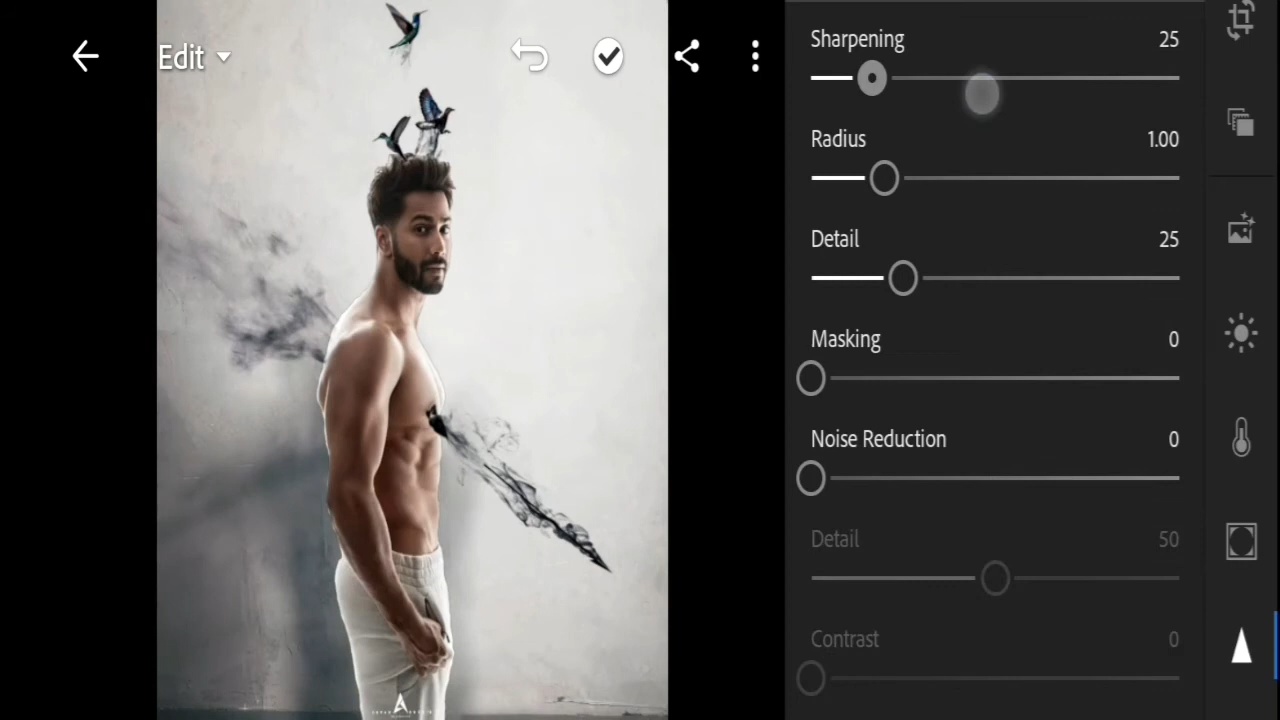 Edit
Sharpening 25
Radius 1.00
Detail 25
Masking 0
Noise Reduction 0
Detail 50
Contrast 0